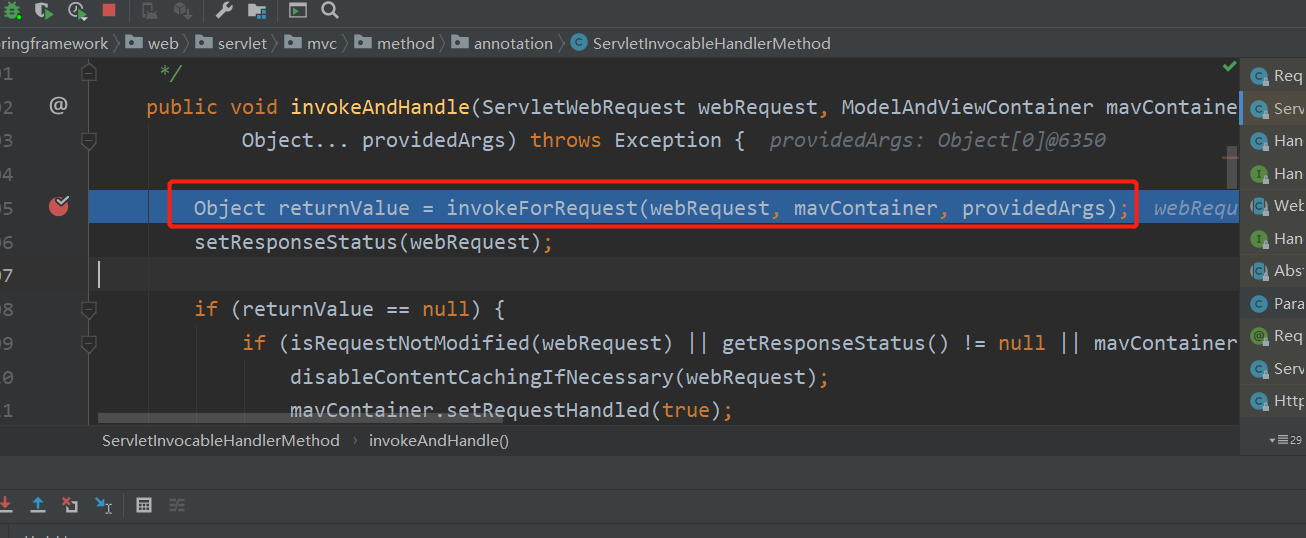 ringframework web servlet mvc method annotation ServletInvocableHandlerMethod
01 */
02 @ public void invokeAndHandle(ServletWebRequest webRequest, ModelAndViewContainer mavContaine
03 Object... providedArgs) throws Exception { providedArgs: Object[0]@6350
04
05 Object returnValue = invokeForRequest(webRequest, mavContainer, providedArgs); webRequ
06 setResponseStatus(webRequest);
07
08 if (returnValue == null) {
09 if (isRequestNotModified(webRequest) || getResponseStatus() != null || mavContainer
10 disableContentCachingIfNecessary(webRequest);
11 mavContainer.setRequestHandled(true);
C Req
C Serv
C Han
I Han
C Web
I Han
C Abs
C Para
@ Req
C Serv
C Http
29
ServletInvocableHandlerMethod › invokeAndHandle()